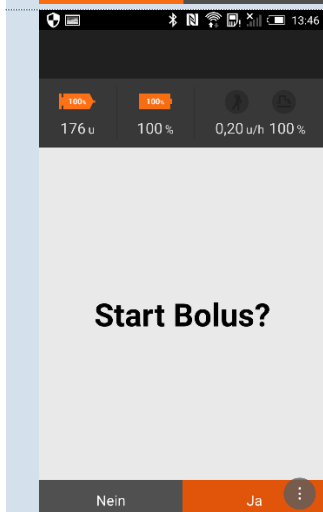 13:46
100%
100%
176 u
100 %
0,20 u/h
100 %
Start Bolus?
Nein
Ja